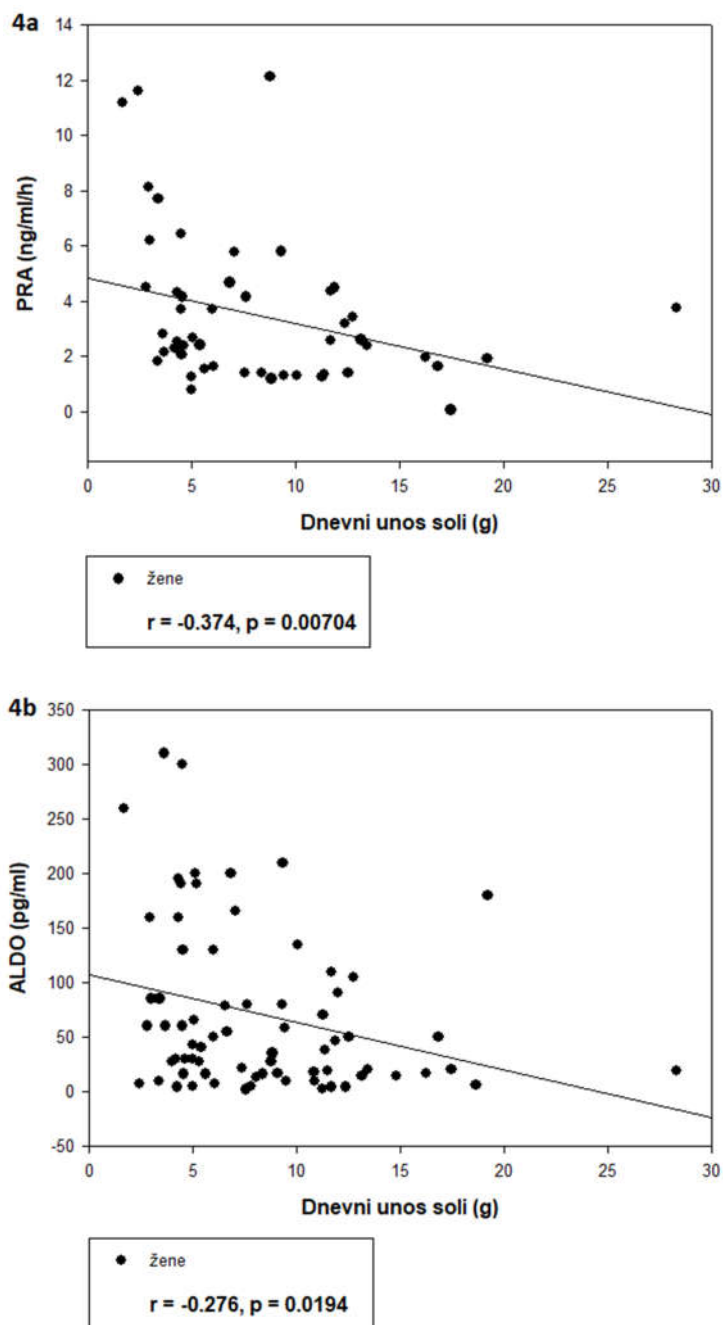 4a
14
12
10
8
6
4
2
0
PRA (ng/ml/h)
0 5 10 15 20 25 30
Dnevni unos soli (g)
žene
r = -0.374, p = 0.00704
4b
350
300
250
200
150
100
50
0
-50
ALDO (pg/ml)
0 5 10 15 20 25 30
Dnevni unos soli (g)
žene
r = -0.276, p = 0.0194